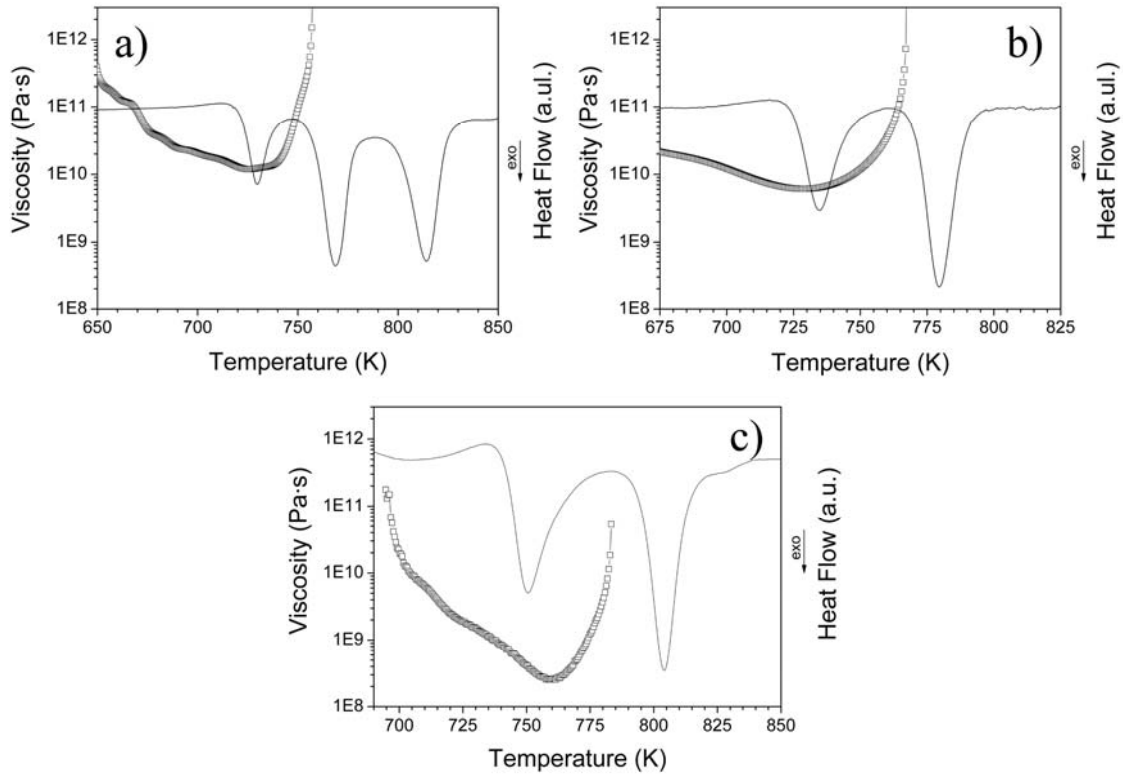 a)
Viscosity (Pa·s)
1E12
1E11
1E10
1E9
1E8
650 700 750 800 850
Temperature (K)
exo
Heat Flow (a.ul.)
b)
Viscosity (Pa·s)
1E12
1E11
1E10
1E9
1E8
675 700 725 750 775 800 825
Temperature (K)
exo
Heat Flow (a.ul.)
c)
Viscosity (Pa·s)
1E12
1E11
1E10
1E9
1E8
700 725 750 775 800 825 850
Temperature (K)
exo
Heat Flow (a.u.)